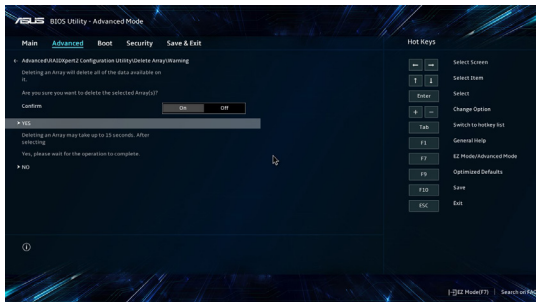 ASUS BIOS Utility - Advanced Mode
Main Advanced Boot Security Save & Exit
Hot Keys
← Advanced\RAIDXpert2 Configuration Utility\Delete Array\Warning
Deleting an Array will delete all of the data available on
it.
Are you sure you want to delete the selected Array(s)?
Confirm On Off
▶ YES
Deleting an Array may take up to 15 seconds. After
selecting
Yes, please wait for the operation to complete
▶ NO
← → Select Screen
↑ ↓ Select Item
Enter Select
+ − Change Option
Tab Switch to hotkey list
F1 General Help
F7 EZ Mode/Advanced Mode
F9 Optimized Defaults
F10 Save
ESC Exit
EZ Mode(F7) | Search on FAQ